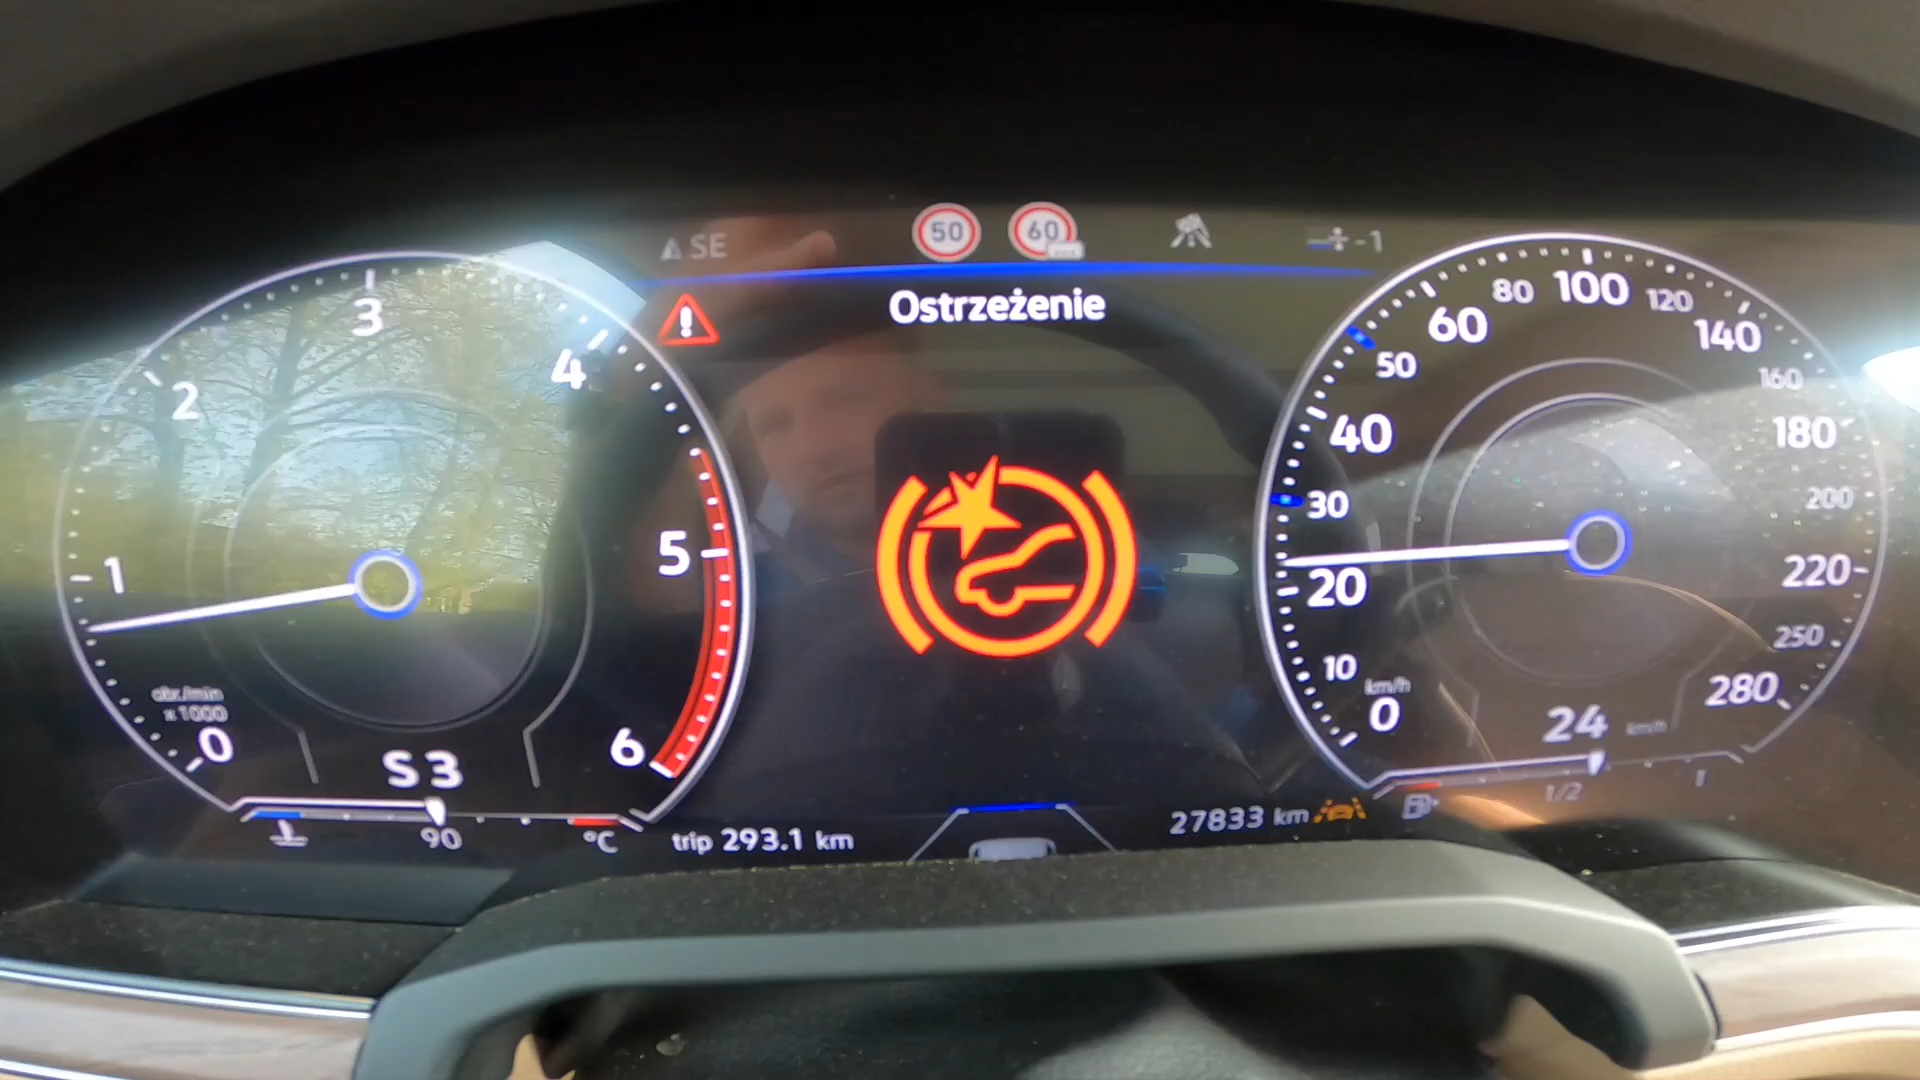 SE 50 60 -1
Ostrzeżenie
0 1 2 3 4 5 6
obr./min
x 1000
S 3
90 °C
trip 293.1 km
27833 km
0 10 20 30 40 50 60 80 100 120 140 160 180 200 220 250 280
km/h
24 km/h
1/2 1